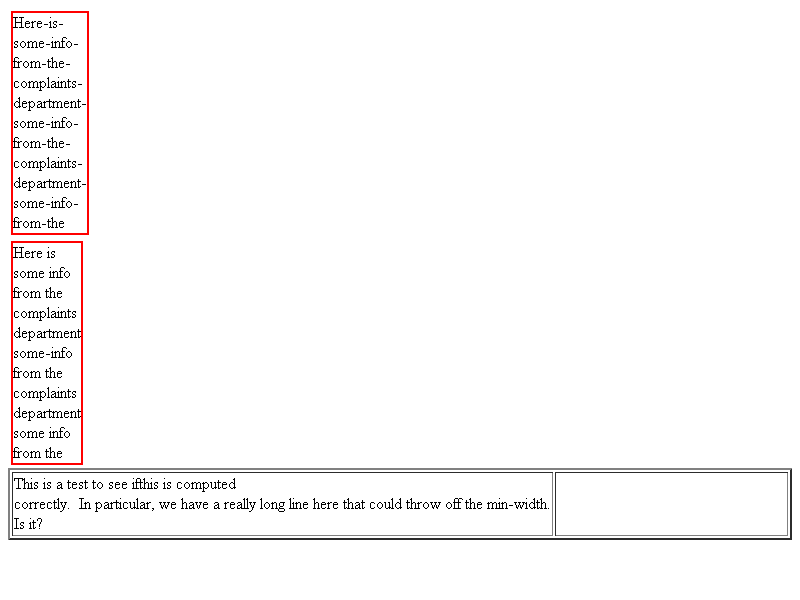 Here-is-
some-info-
from-the-
complaints-
department-
some-info-
from-the-
complaints-
department-
some-info-
from-the
Here is
some info
from the
complaints
department
some-info
from the
complaints
department
some info
from the
This is a test to see ifthis is computed
correctly.  In particular, we have a really long line here that could throw off the min-width.
Is it?